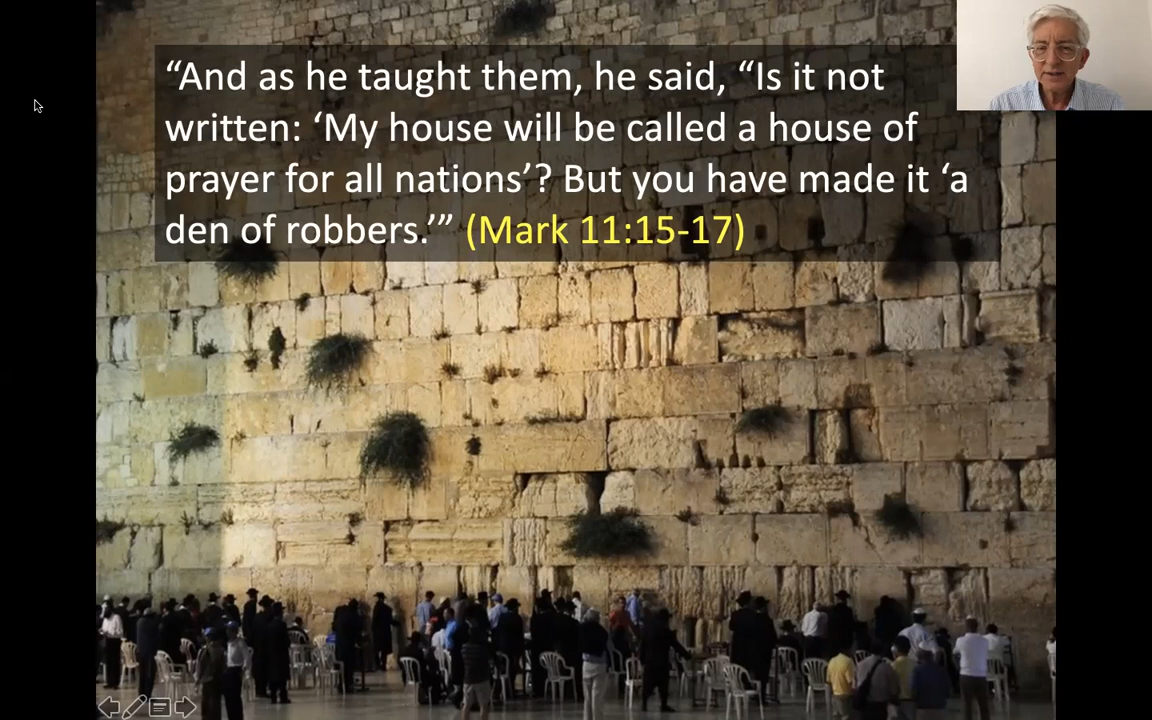 “And as he taught them, he said, “Is it not
written: ‘My house will be called a house of
prayer for all nations’? But you have made it ‘a
den of robbers.’” (Mark 11:15-17)